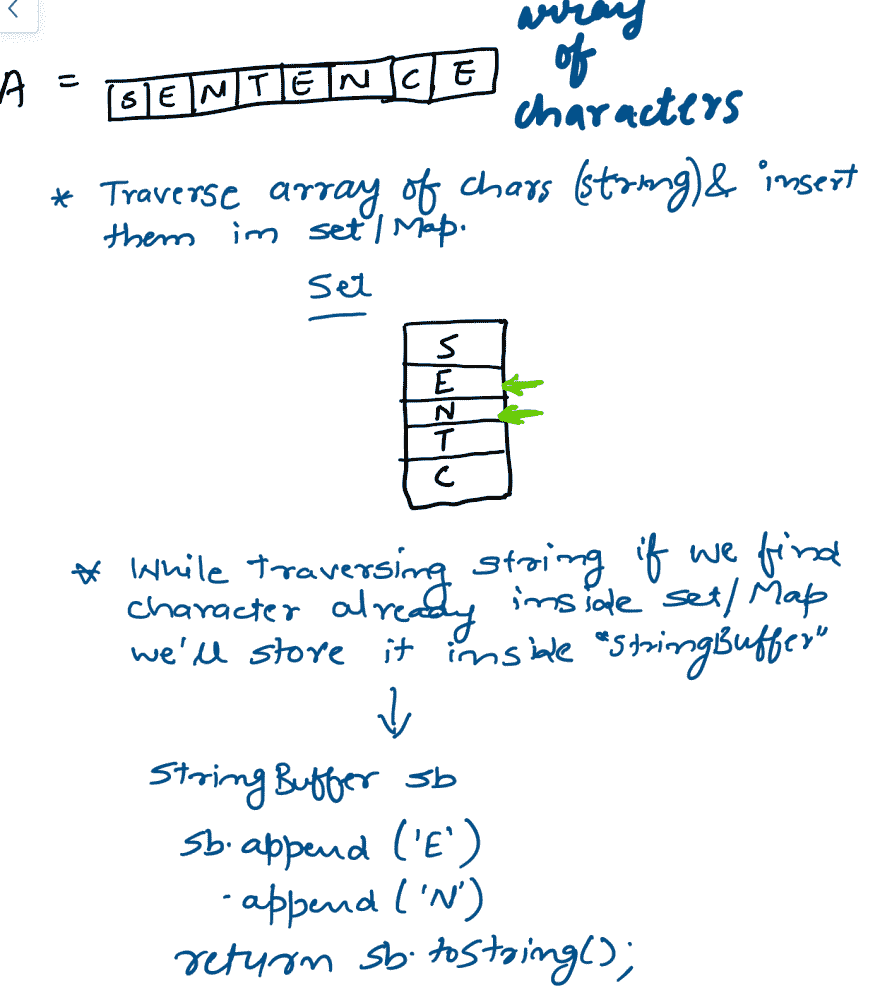 array
of
characters
A = S E N T E N C E
* Traverse array of chars (string) & insert
them in set / Map.
Set
S
E
N
T
C
* While traversing string if we find
character already inside set / Map
we'll store it inside "StringBuffer"
↓
StringBuffer sb
sb.append ('E')
.append ('N')
return sb.toString();